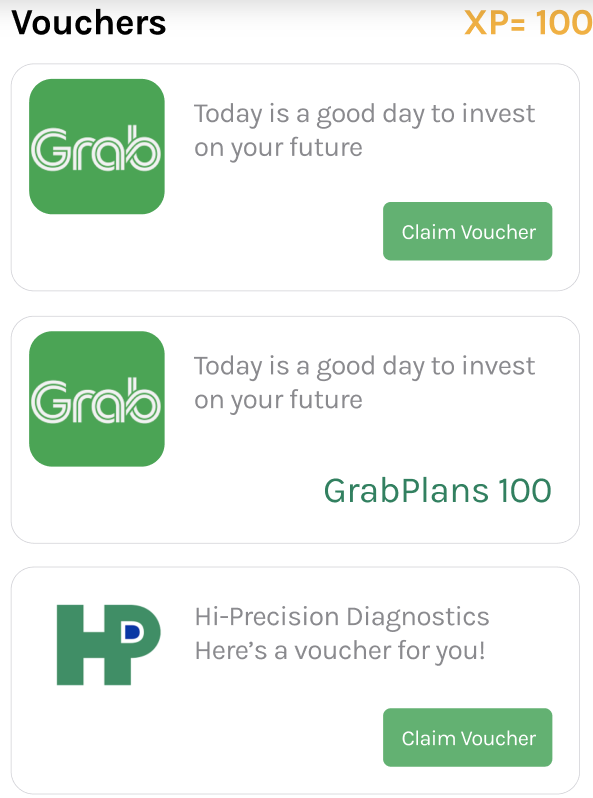 Vouchers XP= 100
Grab
Today is a good day to invest
on your future
Claim Voucher
Grab
Today is a good day to invest
on your future
GrabPlans 100
HPD
Hi-Precision Diagnostics
Here’s a voucher for you!
Claim Voucher